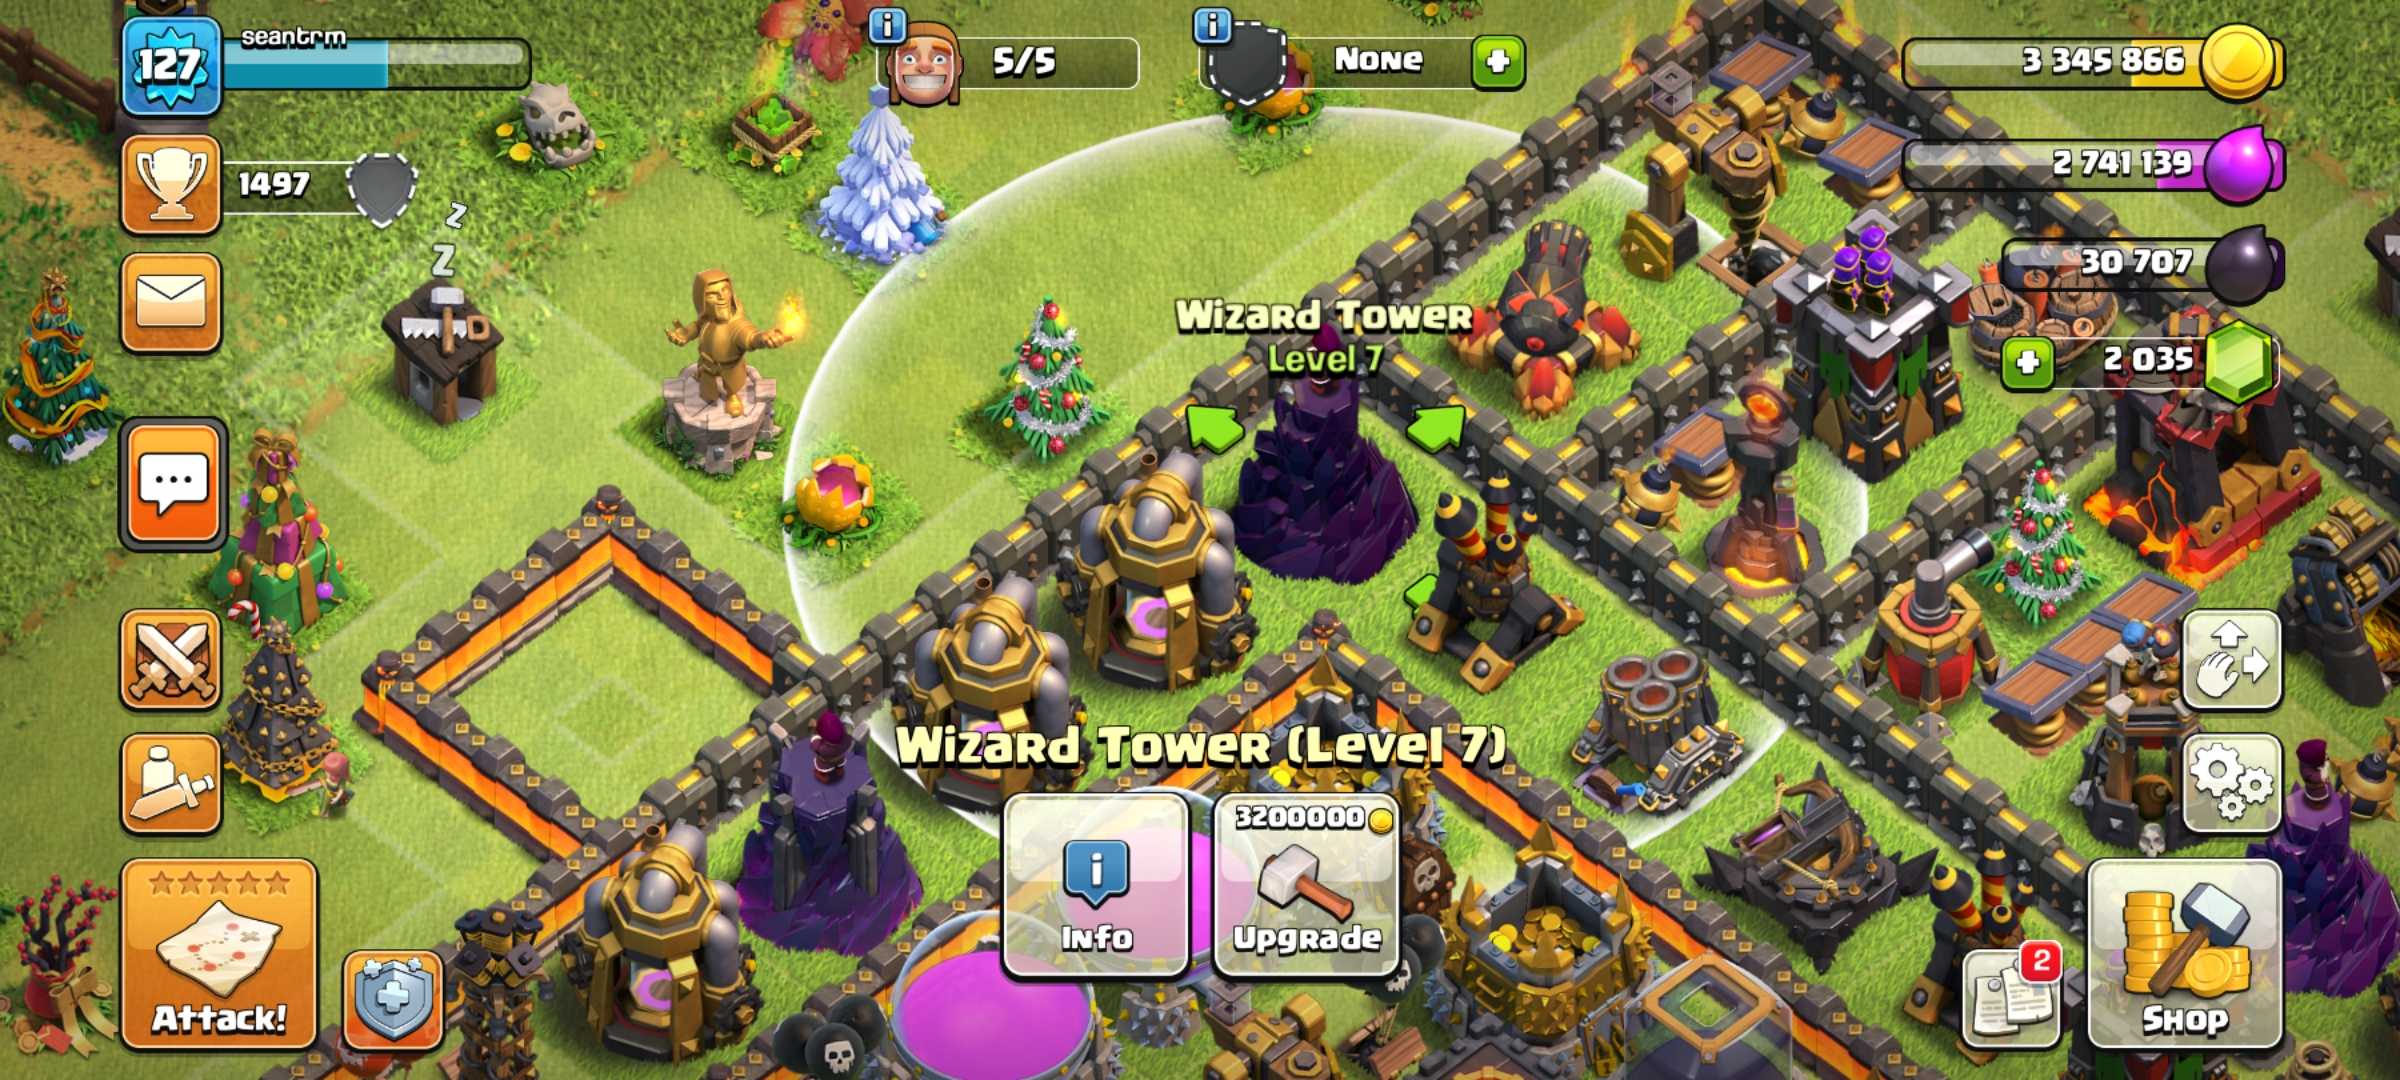 127
seantrm
5/5
None
3 345 866
1497
2 741 139
30 707
2 035
z
Z
Wizard Tower
Level 7
Wizard Tower (Level 7)
3200000
Info
Upgrade
Attack!
2
Shop